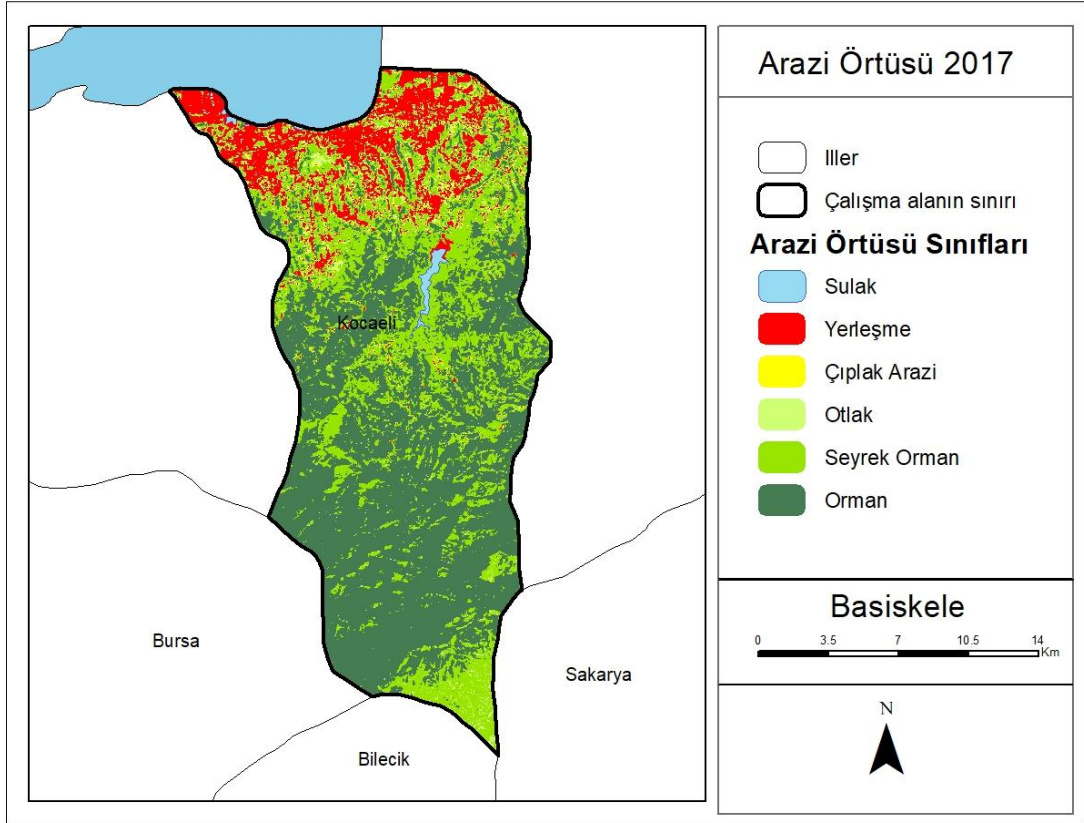 Arazi Örtüsü 2017
Iller
Çalışma alanın sınırı
Arazi Örtüsü Sınıfları
Sulak
Yerleşme
Çıplak Arazi
Otlak
Seyrek Orman
Orman
Basiskele
0 3.5 7 10.5 14
Km
N
Kocaeli
Bursa
Sakarya
Bilecik